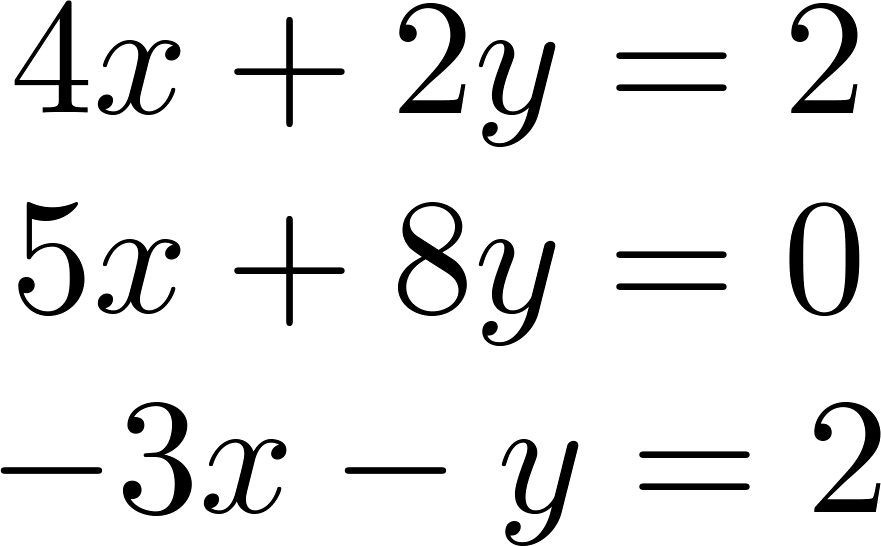 4x + 2y = 2
5x + 8y = 0
−3x − y = 2